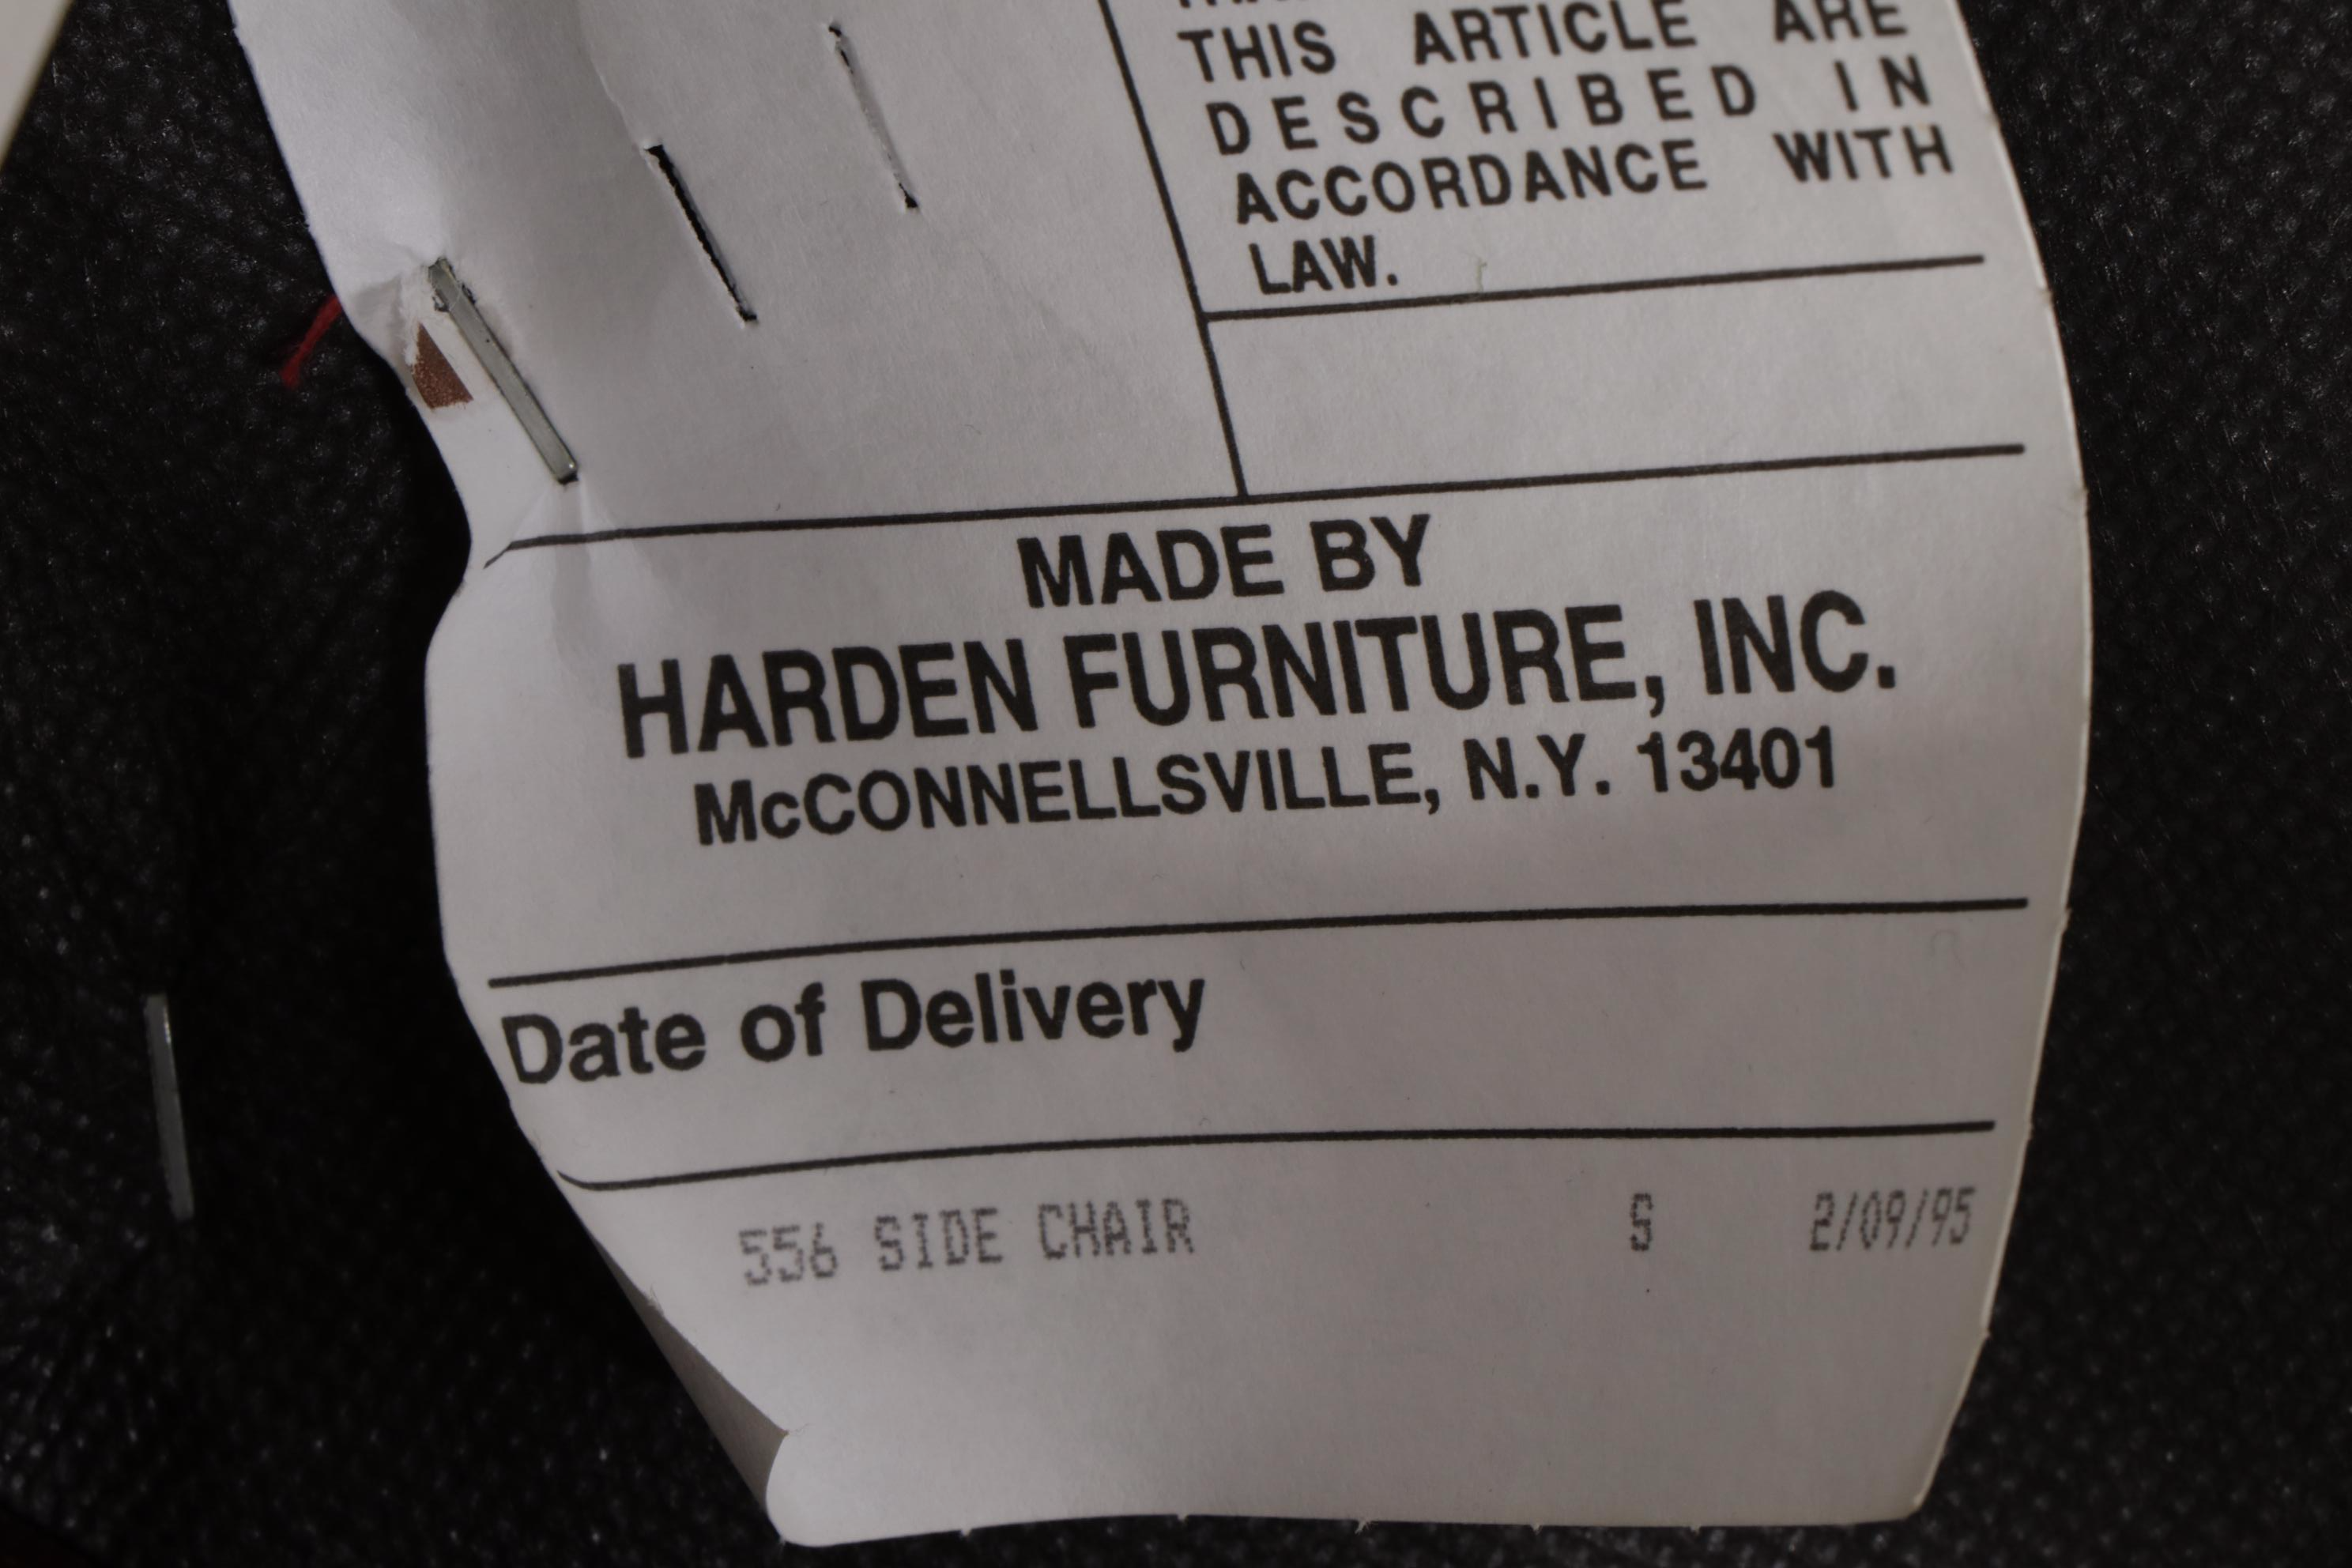 THIS ARTICLE ARE
DESCRIBED IN
ACCORDANCE WITH
LAW.
MADE BY
HARDEN FURNITURE, INC.
McCONNELLSVILLE, N.Y. 13401
Date of Delivery
556 SIDE CHAIR S 2/09/95